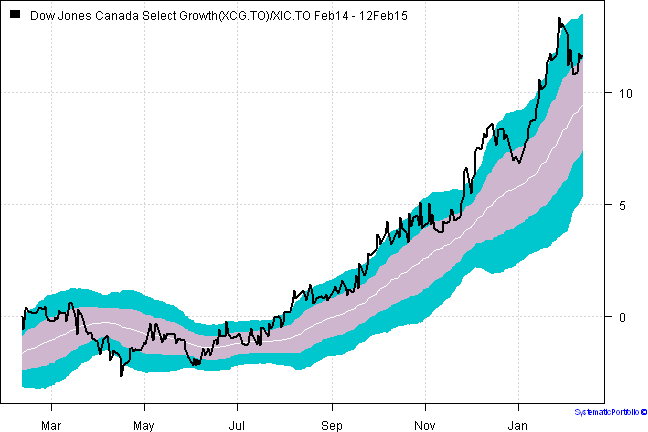 Dow Jones Canada Select Growth(XCG.TO)/XIC.TO Feb14 - 12Feb15
10
5
0
Mar May Jul Sep Nov Jan
SystematicPortfolio ©